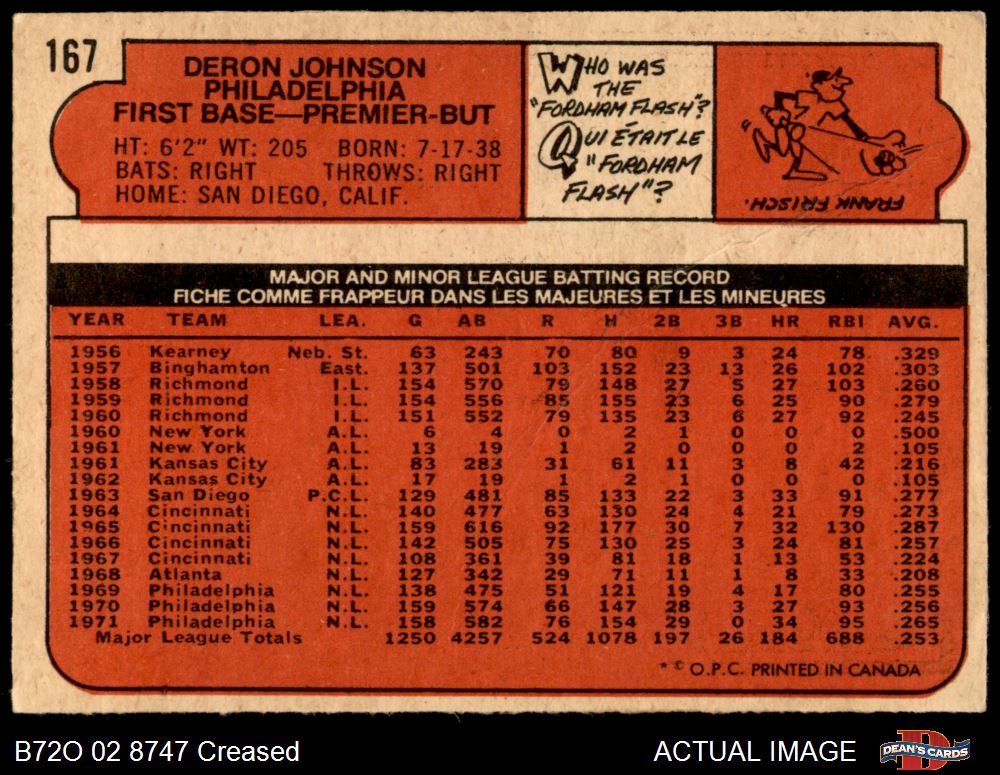 167
DERON JOHNSON
PHILADELPHIA
FIRST BASE—PREMIER-BUT
HT: 6'2" WT: 205 BORN: 7-17-38
BATS: RIGHT THROWS: RIGHT
HOME: SAN DIEGO, CALIF.
WHO WAS
THE
"FORDHAM FLASH"?
QUI ÉTAIT LE
"FORDHAM
FLASH"?
FRANK FRISCH.
MAJOR AND MINOR LEAGUE BATTING RECORD
FICHE COMME FRAPPEUR DANS LES MAJEURES ET LES MINEURES
YEAR TEAM LEA. G AB R H 2B 3B HR RBI AVG.
1956 Kearney Neb. St. 63 243 70 80 9 3 24 78 .329
1957 Binghamton East. 137 501 103 152 23 13 26 102 .303
1958 Richmond I.L. 154 570 79 148 27 5 27 103 .260
1959 Richmond I.L. 154 556 85 155 23 6 25 90 .279
1960 Richmond I.L. 151 552 79 135 23 6 27 92 .245
1960 New York A.L. 6 4 0 2 1 0 0 0 .500
1961 New York A.L. 13 19 1 2 0 0 0 2 .105
1961 Kansas City A.L. 83 283 31 61 11 3 8 42 .216
1962 Kansas City A.L. 17 19 1 2 1 0 0 0 .105
1963 San Diego P.C.L. 129 481 85 133 22 3 33 91 .277
1964 Cincinnati N.L. 140 477 63 130 24 4 21 79 .273
1965 Cincinnati N.L. 159 616 92 177 30 7 32 130 .287
1966 Cincinnati N.L. 142 505 75 130 25 3 24 81 .257
1967 Cincinnati N.L. 108 361 39 81 18 1 13 53 .224
1968 Atlanta N.L. 127 342 29 71 11 1 8 33 .208
1969 Philadelphia N.L. 138 475 51 121 19 4 17 80 .255
1970 Philadelphia N.L. 159 574 66 147 28 3 27 93 .256
1971 Philadelphia N.L. 158 582 76 154 29 0 34 95 .265
Major League Totals 1250 4257 524 1078 197 26 184 688 .253
* © O.P.C. PRINTED IN CANADA
B72O 02 8747 Creased
ACTUAL IMAGE
DEAN'S CARDS